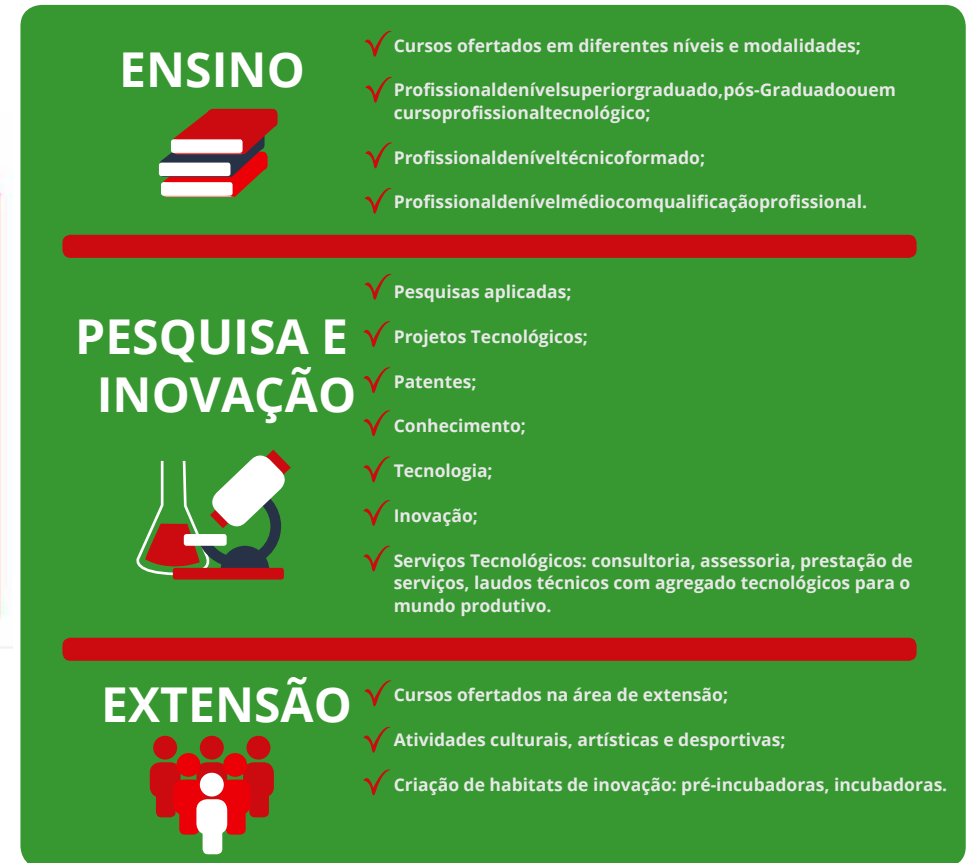 ENSINO
Cursos ofertados em diferentes níveis e modalidades;
Profissionaldenívelsuperiorgraduado,pós-Graduadoouem
cursoprofissionaltecnológico;
Profissionaldeníveltécnicoformado;
Profissionaldenívelmédiocomqualificaçãoprofissional.
PESQUISA E
INOVAÇÃO
Pesquisas aplicadas;
Projetos Tecnológicos;
Patentes;
Conhecimento;
Tecnologia;
Inovação;
Serviços Tecnológicos: consultoria, assessoria, prestação de
serviços, laudos técnicos com agregado tecnológicos para o
mundo produtivo.
EXTENSÃO
Cursos ofertados na área de extensão;
Atividades culturais, artísticas e desportivas;
Criação de habitats de inovação: pré-incubadoras, incubadoras.